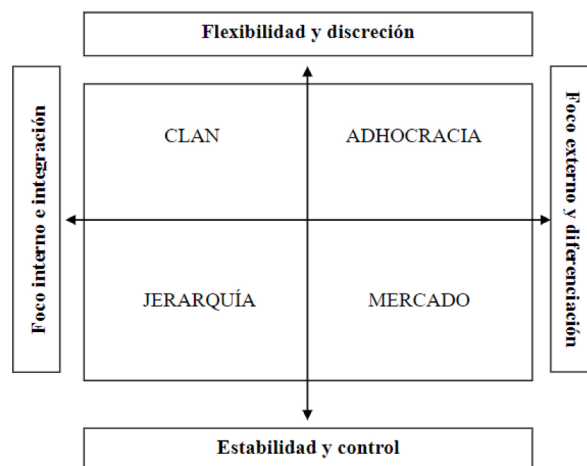 Flexibilidad y discreción
Foco interno e integración
CLAN
ADHOCRACIA
JERARQUÍA
MERCADO
Foco externo y diferenciación
Estabilidad y control